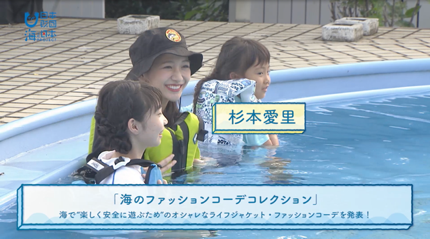 杉本愛里
「海のファッションコーデコレクション」
海で"楽しく安全に遊ぶため"のオシャレなライフジャケット・ファッションコーデを発表！